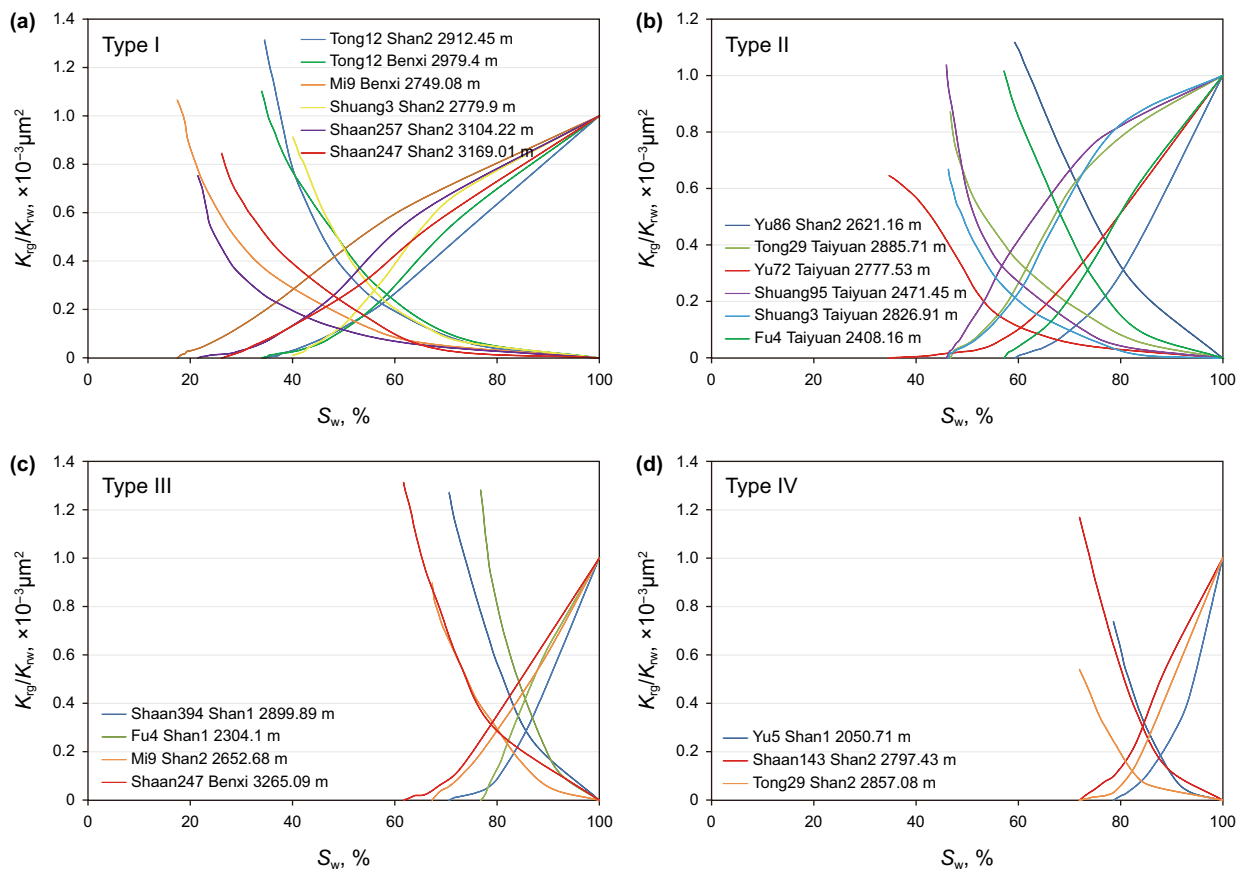 (a)
Type I
Tong12 Shan2 2912.45 m
Tong12 Benxi 2979.4 m
Mi9 Benxi 2749.08 m
Shuang3 Shan2 2779.9 m
Shaan257 Shan2 3104.22 m
Shaan247 Shan2 3169.01 m
1.4
1.2
1.0
0.8
0.6
0.4
0.2
0
Krg/Krw, ×10⁻³μm²
0 20 40 60 80 100
Sw, %
(b)
Type II
Yu86 Shan2 2621.16 m
Tong29 Taiyuan 2885.71 m
Yu72 Taiyuan 2777.53 m
Shuang95 Taiyuan 2471.45 m
Shuang3 Taiyuan 2826.91 m
Fu4 Taiyuan 2408.16 m
1.4
1.2
1.0
0.8
0.6
0.4
0.2
0
Krg/Krw, ×10⁻³μm²
0 20 40 60 80 100
Sw, %
(c)
Type III
Shaan394 Shan1 2899.89 m
Fu4 Shan1 2304.1 m
Mi9 Shan2 2652.68 m
Shaan247 Benxi 3265.09 m
1.4
1.2
1.0
0.8
0.6
0.4
0.2
0
Krg/Krw, ×10⁻³μm²
0 20 40 60 80 100
Sw, %
(d)
Type IV
Yu5 Shan1 2050.71 m
Shaan143 Shan2 2797.43 m
Tong29 Shan2 2857.08 m
1.4
1.2
1.0
0.8
0.6
0.4
0.2
0
Krg/Krw, ×10⁻³μm²
0 20 40 60 80 100
Sw, %